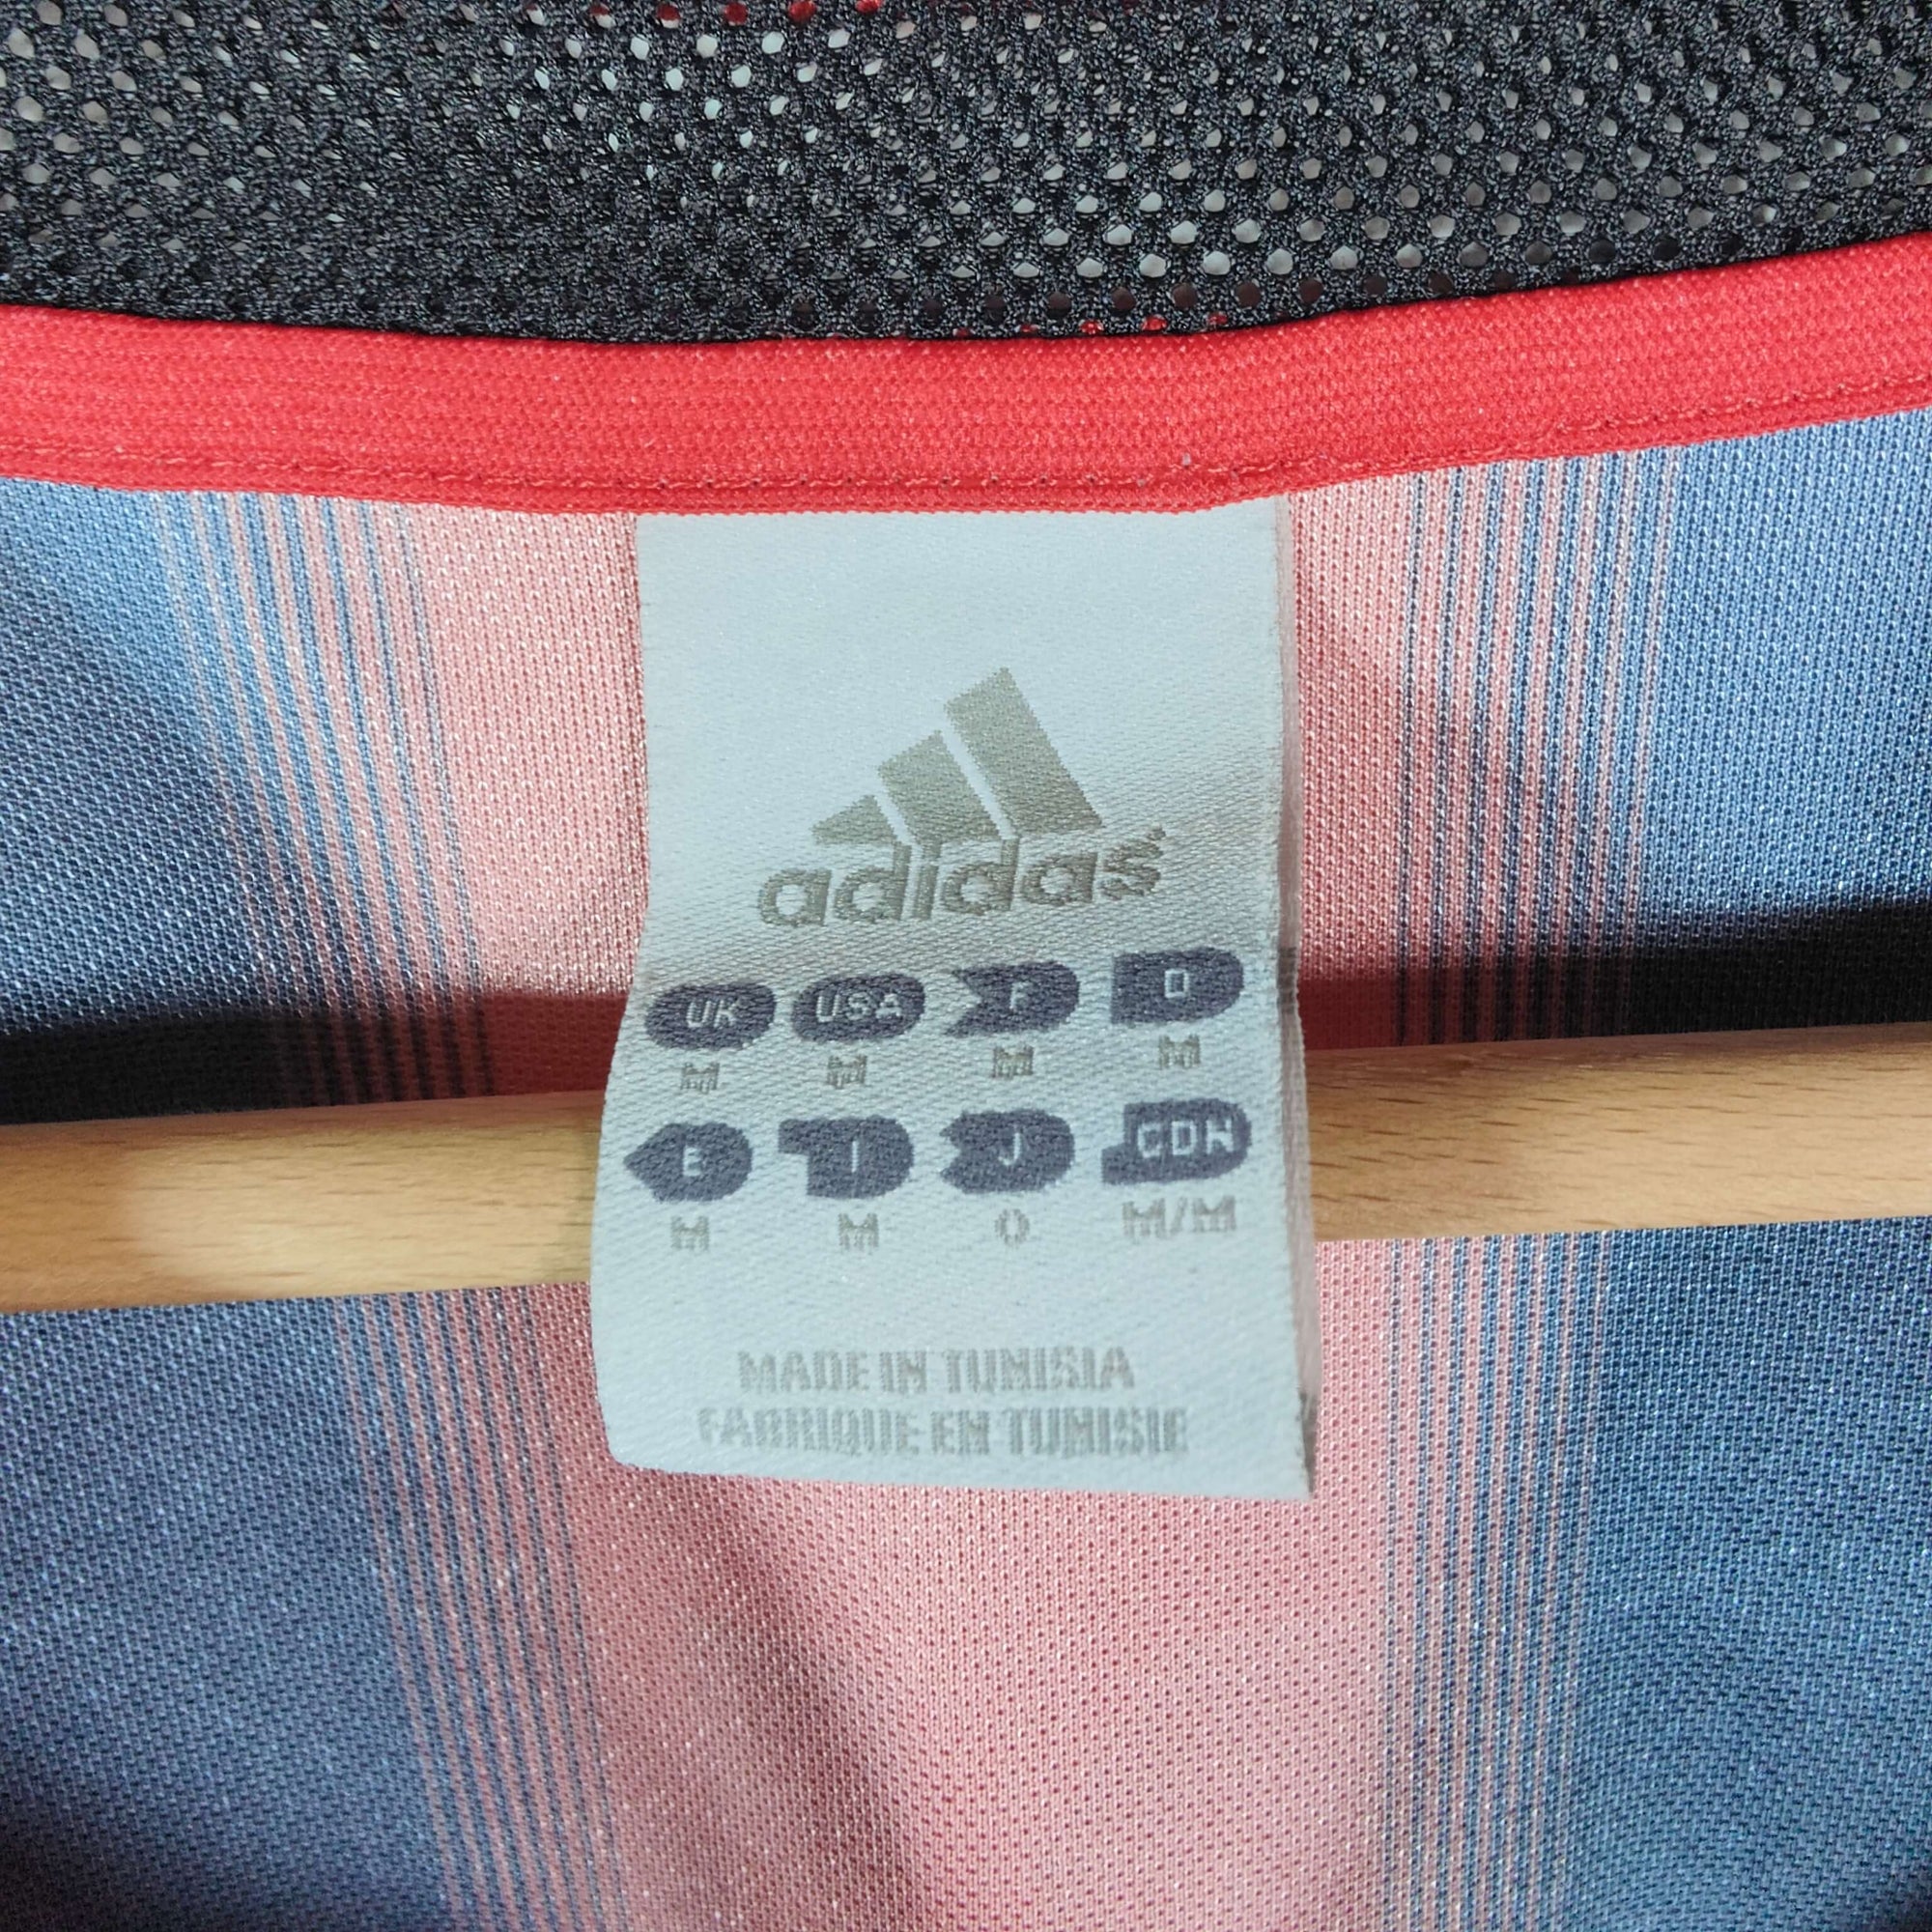 adidas
UK USA F D
M M M M
E I J CDN
M M O M/M
MADE IN TUNISIA
FABRIQUE EN TUNISIE